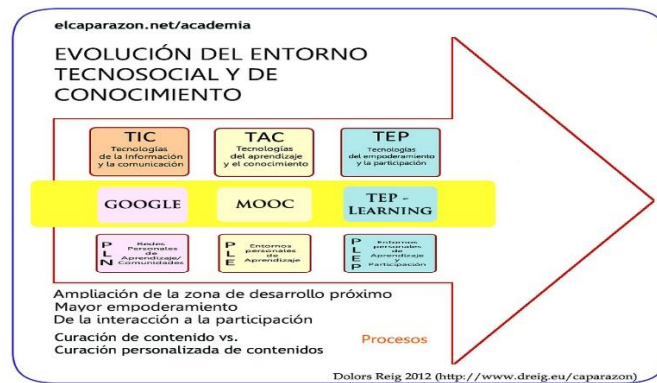 elcaparazon.net/academia
EVOLUCIÓN DEL ENTORNO
TECNOSOCIAL Y DE
CONOCIMIENTO
TIC
Tecnologías
de la Información
y la comunicación
TAC
Tecnologías
del aprendizaje
y el conocimiento
TEP
Tecnologías
del empoderamiento
y la participación
GOOGLE
MOOC
TEP -
LEARNING
PLN
Redes
Personales
de
Aprendizaje/
Comunidades
PLE
Entornos
personales
de
Aprendizaje
PLEP
Entornos
personales
de Aprendizaje
y
Participación
Ampliación de la zona de desarrollo próximo
Mayor empoderamiento
De la interacción a la participación
Curación de contenido vs.
Curación personalizada de contenidos
Procesos
Dolors Reig 2012 (http://www.dreig.eu/caparazon)